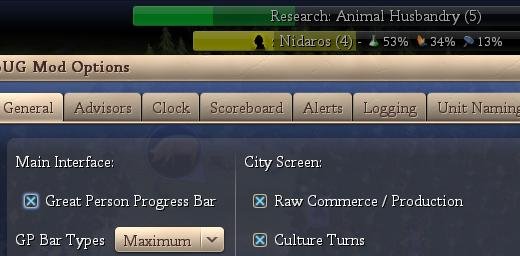 Research: Animal Husbandry (5)
Nidaros (4) - 53% 34% 13%
BUG Mod Options
General Advisors Clock Scoreboard Alerts Logging Unit Naming
Main Interface: City Screen:
Great Person Progress Bar Raw Commerce / Production
GP Bar Types Maximum Culture Turns